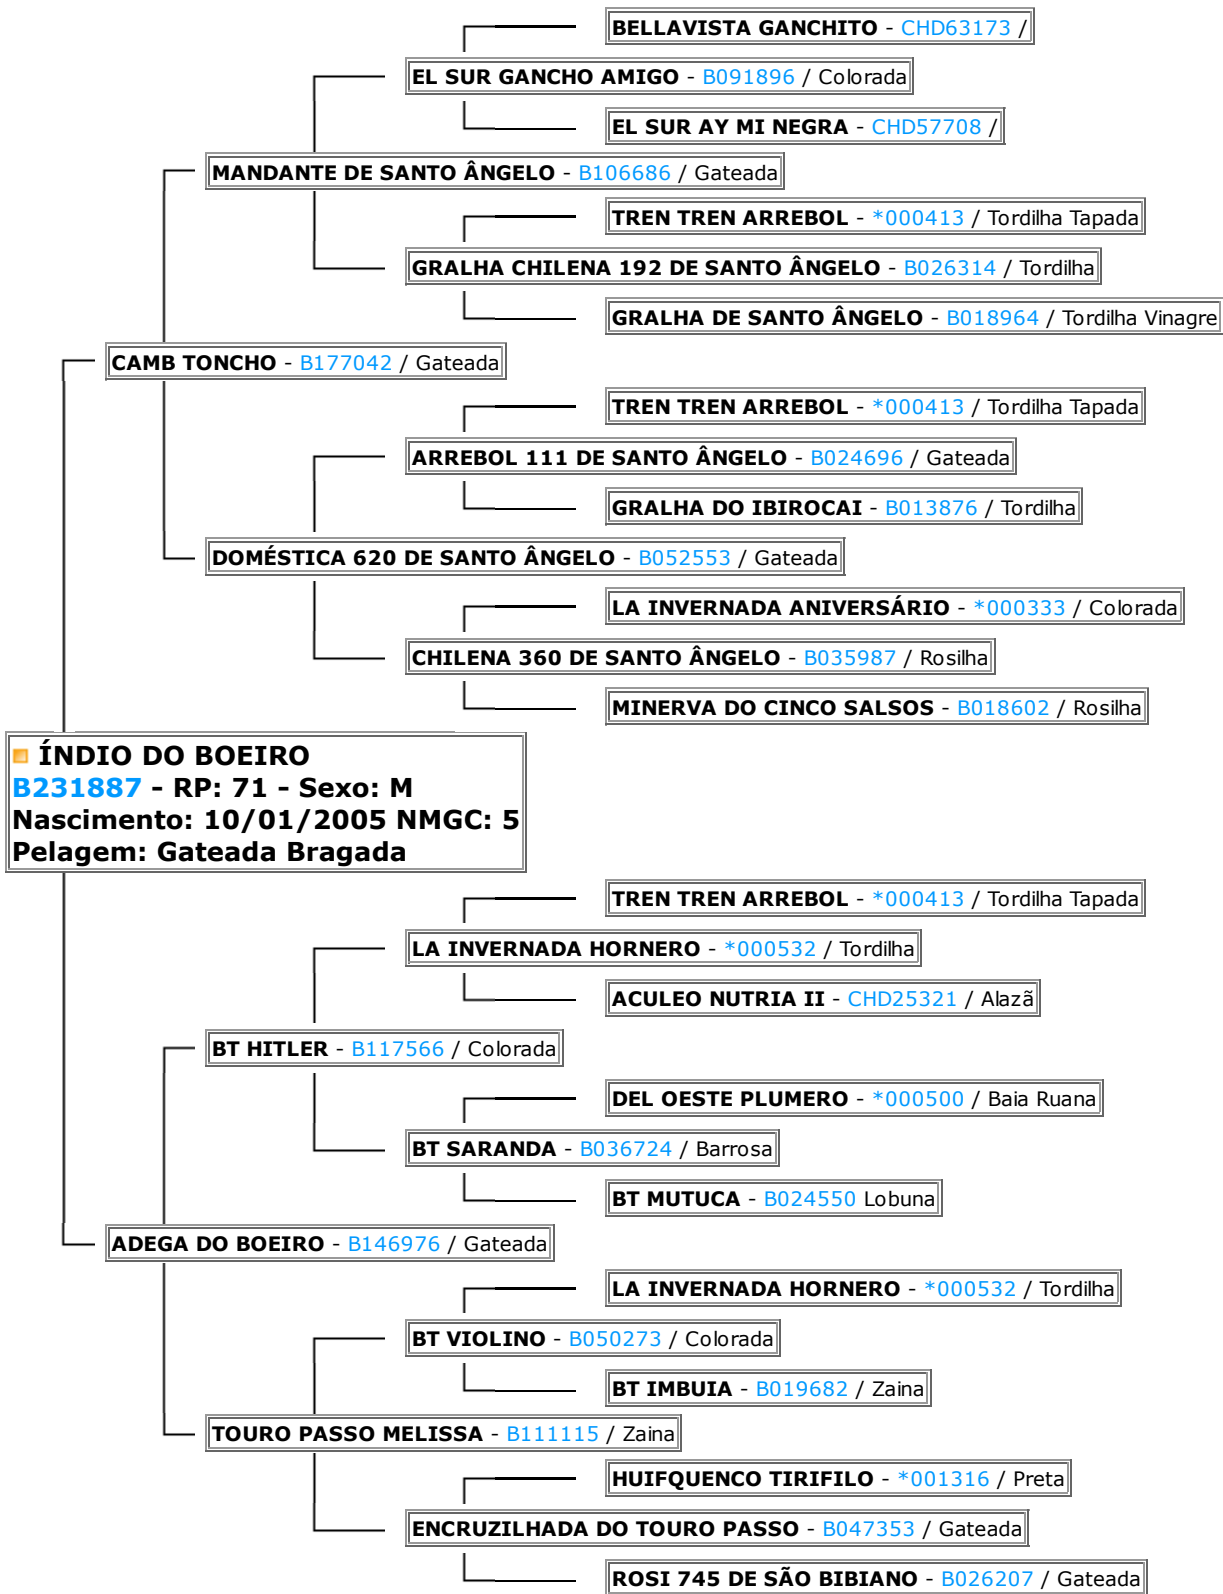 BELLAVISTA GANCHITO - CHD63173 /
EL SUR GANCHO AMIGO - B091896 / Colorada
EL SUR AY MI NEGRA - CHD57708 /
MANDANTE DE SANTO ÂNGELO - B106686 / Gateada
TREN TREN ARREBOL - *000413 / Tordilha Tapada
GRALHA CHILENA 192 DE SANTO ÂNGELO - B026314 / Tordilha
GRALHA DE SANTO ÂNGELO - B018964 / Tordilha Vinagre
CAMB TONCHO - B177042 / Gateada
TREN TREN ARREBOL - *000413 / Tordilha Tapada
ARREBOL 111 DE SANTO ÂNGELO - B024696 / Gateada
GRALHA DO IBIROCAI - B013876 / Tordilha
DOMÉSTICA 620 DE SANTO ÂNGELO - B052553 / Gateada
LA INVERNADA ANIVERSÁRIO - *000333 / Colorada
CHILENA 360 DE SANTO ÂNGELO - B035987 / Rosilha
MINERVA DO CINCO SALSOS - B018602 / Rosilha
ÍNDIO DO BOEIRO
B231887 - RP: 71 - Sexo: M
Nascimento: 10/01/2005 NMGC: 5
Pelagem: Gateada Bragada
TREN TREN ARREBOL - *000413 / Tordilha Tapada
LA INVERNADA HORNERO - *000532 / Tordilha
ACULEO NUTRIA II - CHD25321 / Alazã
BT HITLER - B117566 / Colorada
DEL OESTE PLUMERO - *000500 / Baia Ruana
BT SARANDA - B036724 / Barrosa
BT MUTUCA - B024550 Lobuna
ADEGA DO BOEIRO - B146976 / Gateada
LA INVERNADA HORNERO - *000532 / Tordilha
BT VIOLINO - B050273 / Colorada
BT IMBUIA - B019682 / Zaina
TOURO PASSO MELISSA - B111115 / Zaina
HUIFQUENCO TIRIFILO - *001316 / Preta
ENCRUZILHADA DO TOURO PASSO - B047353 / Gateada
ROSI 745 DE SÃO BIBIANO - B026207 / Gateada